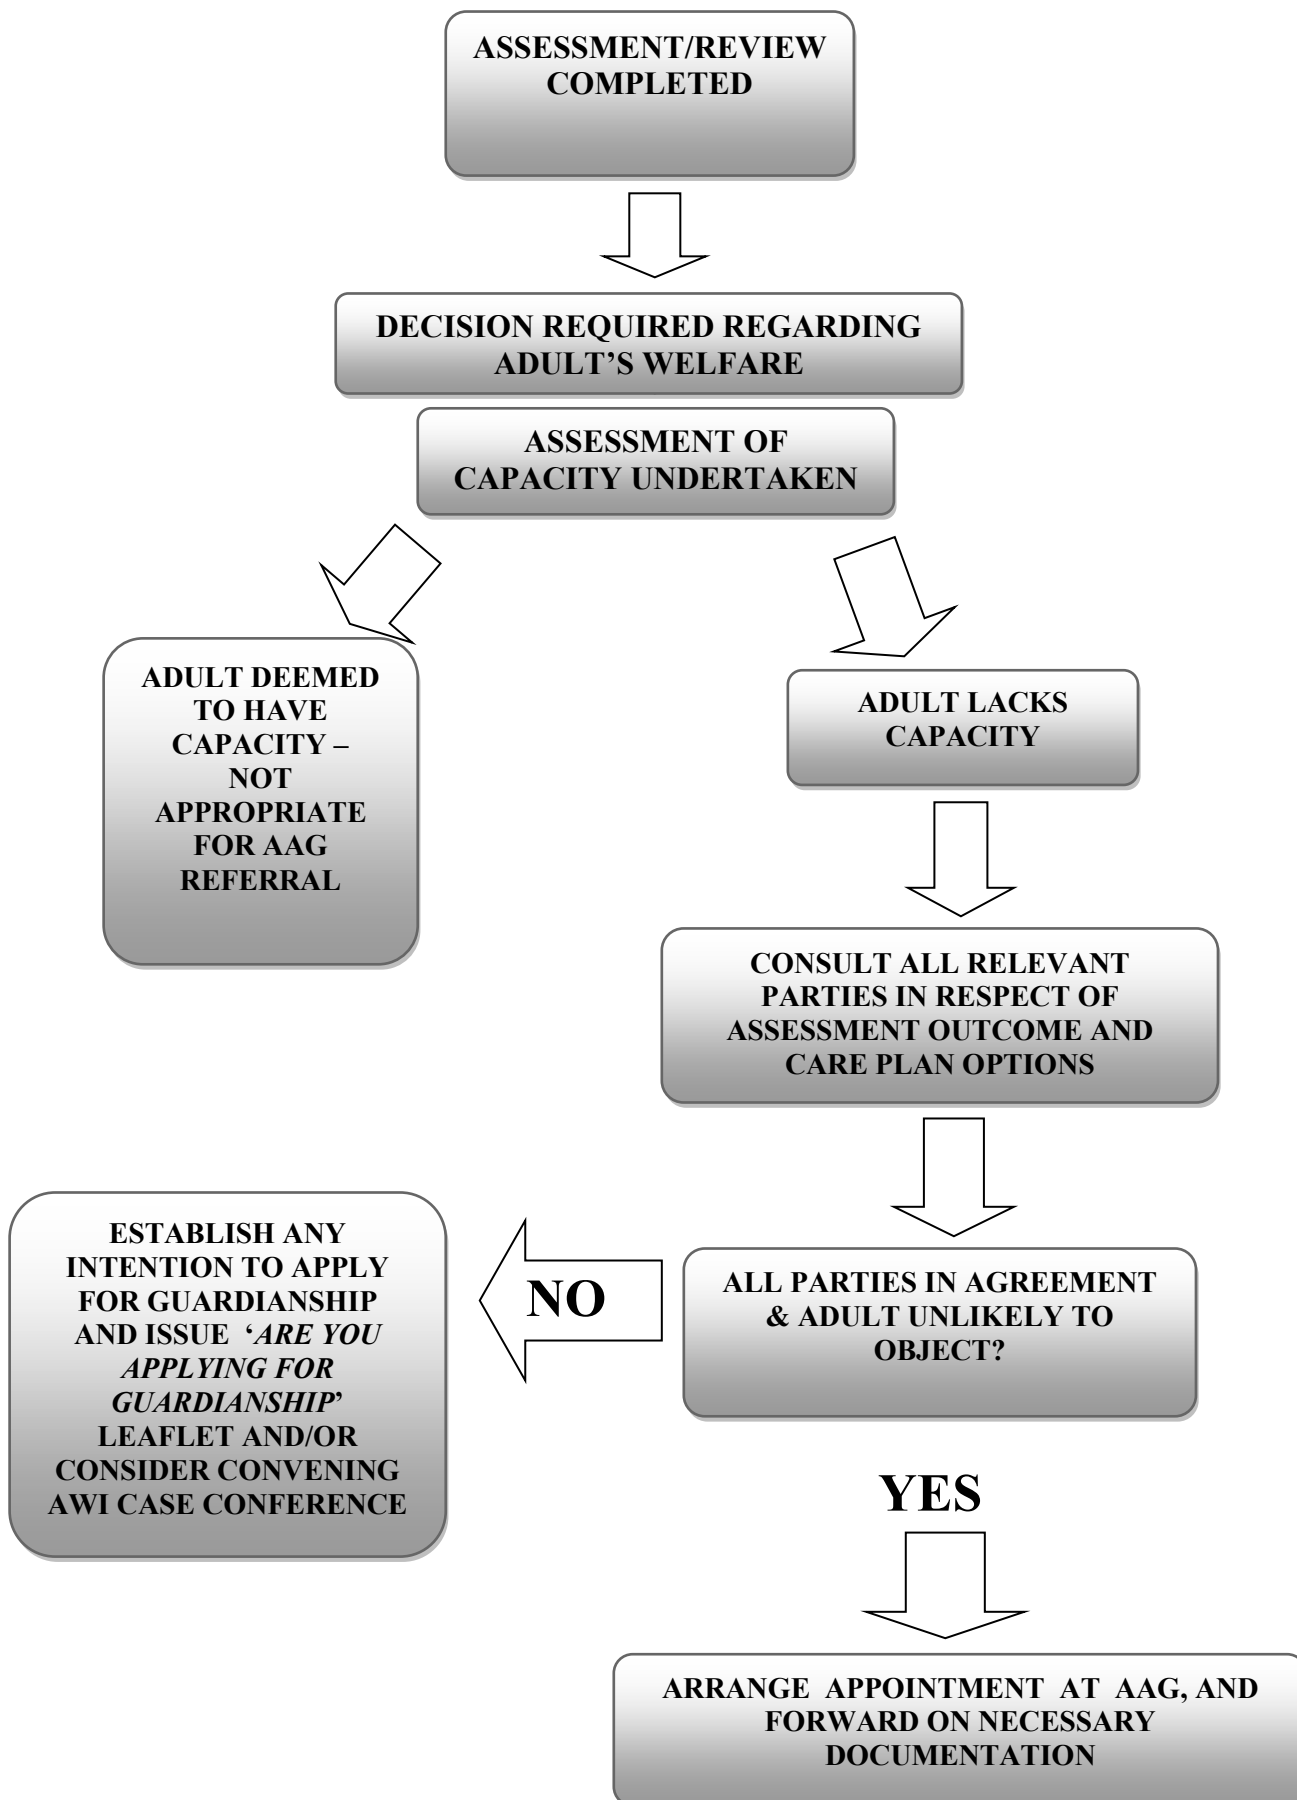 ASSESSMENT/REVIEW
COMPLETED
DECISION REQUIRED REGARDING
ADULT’S WELFARE
ASSESSMENT OF
CAPACITY UNDERTAKEN
ADULT DEEMED
TO HAVE
CAPACITY –
NOT
APPROPRIATE
FOR AAG
REFERRAL
ADULT LACKS
CAPACITY
CONSULT ALL RELEVANT
PARTIES IN RESPECT OF
ASSESSMENT OUTCOME AND
CARE PLAN OPTIONS
ALL PARTIES IN AGREEMENT
& ADULT UNLIKELY TO
OBJECT?
NO
ESTABLISH ANY
INTENTION TO APPLY
FOR GUARDIANSHIP
AND ISSUE ‘ARE YOU
APPLYING FOR
GUARDIANSHIP’
LEAFLET AND/OR
CONSIDER CONVENING
AWI CASE CONFERENCE
YES
ARRANGE APPOINTMENT AT AAG, AND
FORWARD ON NECESSARY
DOCUMENTATION